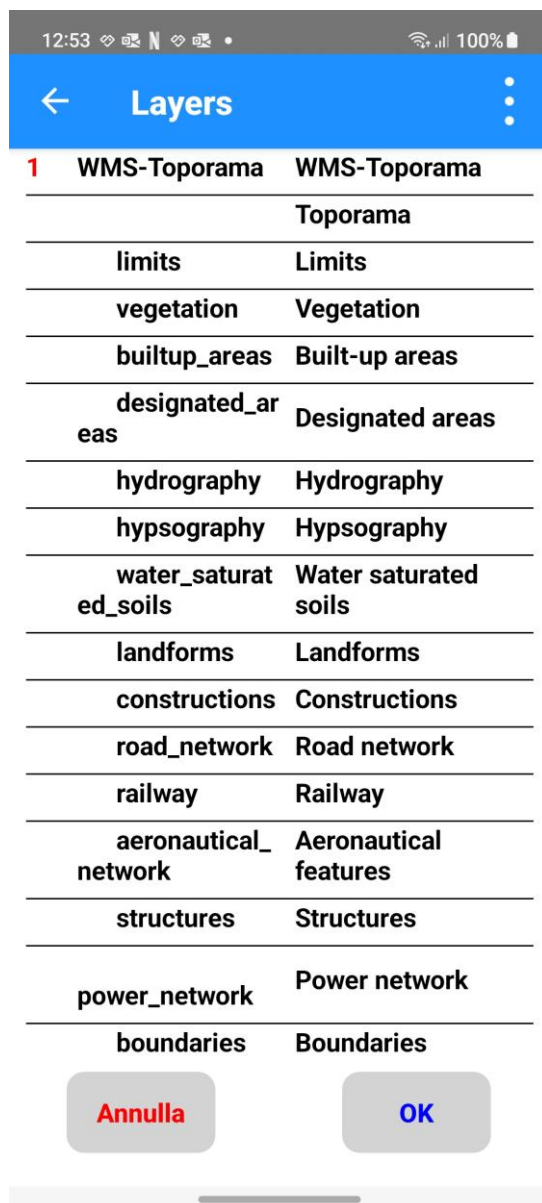 12:53 N 100%
Layers
1 WMS-Toporama WMS-Toporama
Toporama
limits Limits
vegetation Vegetation
builtup_areas Built-up areas
designated_ar
eas Designated areas
hydrography Hydrography
hypsography Hypsography
water_saturat Water saturated
ed_soils soils
landforms Landforms
constructions Constructions
road_network Road network
railway Railway
aeronautical_ Aeronautical
network features
structures Structures
power_network Power network
boundaries Boundaries
Annulla OK